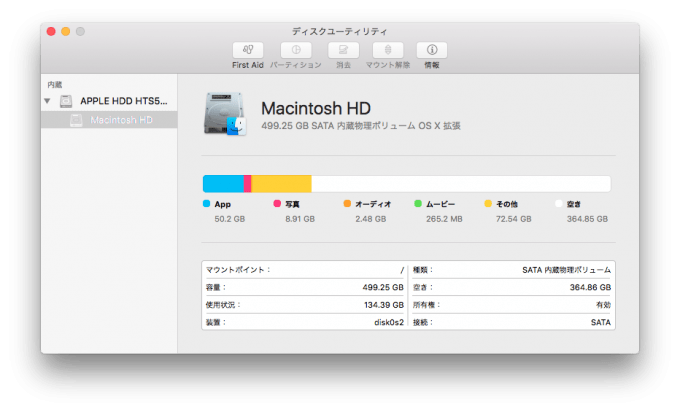 ディスクユーティリティ
First Aid パーティション 消去 マウント解除 情報
内蔵
APPLE HDD HTS5...
Macintosh HD
Macintosh HD
499.25 GB SATA 内蔵物理ボリューム OS X 拡張
App 写真 オーディオ ムービー その他 空き
50.2 GB 8.91 GB 2.48 GB 265.2 MB 72.54 GB 364.85 GB
マウントポイント： / 種類： SATA 内蔵物理ボリューム
容量： 499.25 GB 空き： 364.86 GB
使用状況： 134.39 GB 所有権： 有効
装置： disk0s2 接続： SATA